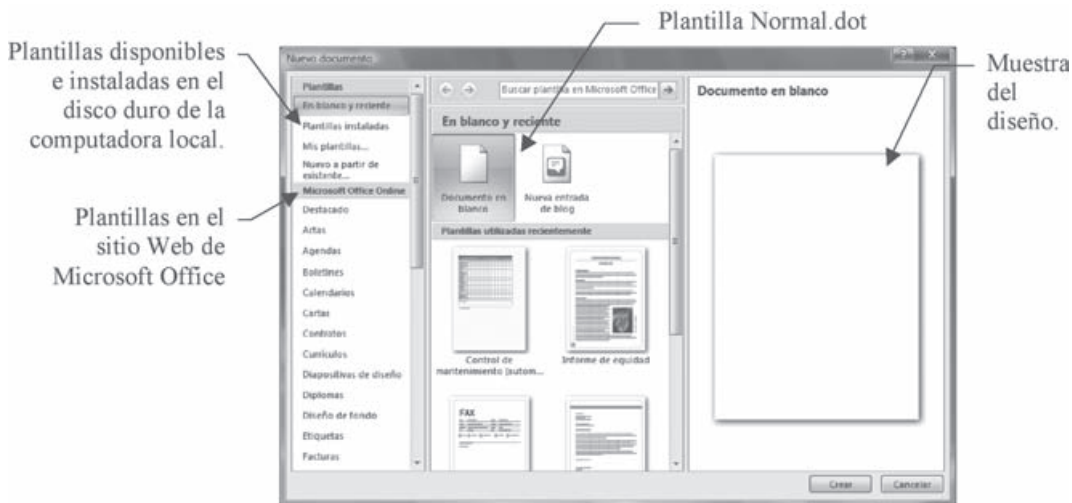 Plantilla Normal.dot
Plantillas disponibles
e instaladas en el
disco duro de la
computadora local.
Plantillas en el
sitio Web de
Microsoft Office
Muestra
del
diseño.
Nuevo documento
Plantillas
En blanco y reciente
Plantillas instaladas
Mis plantillas...
Nuevo a partir de
existente...
Microsoft Office Online
Destacado
Actas
Agendas
Boletines
Calendarios
Cartas
Contratos
Currículos
Diapositivas de diseño
Diplomas
Diseño de fondo
Etiquetas
Facturas
Buscar plantilla en Microsoft Office
En blanco y reciente
Documento en
blanco
Nueva entrada
de blog
Plantillas utilizadas recientemente
Control de
mantenimiento (autom...
Informe de equidad
FAX
Documento en blanco
Crear
Cancelar